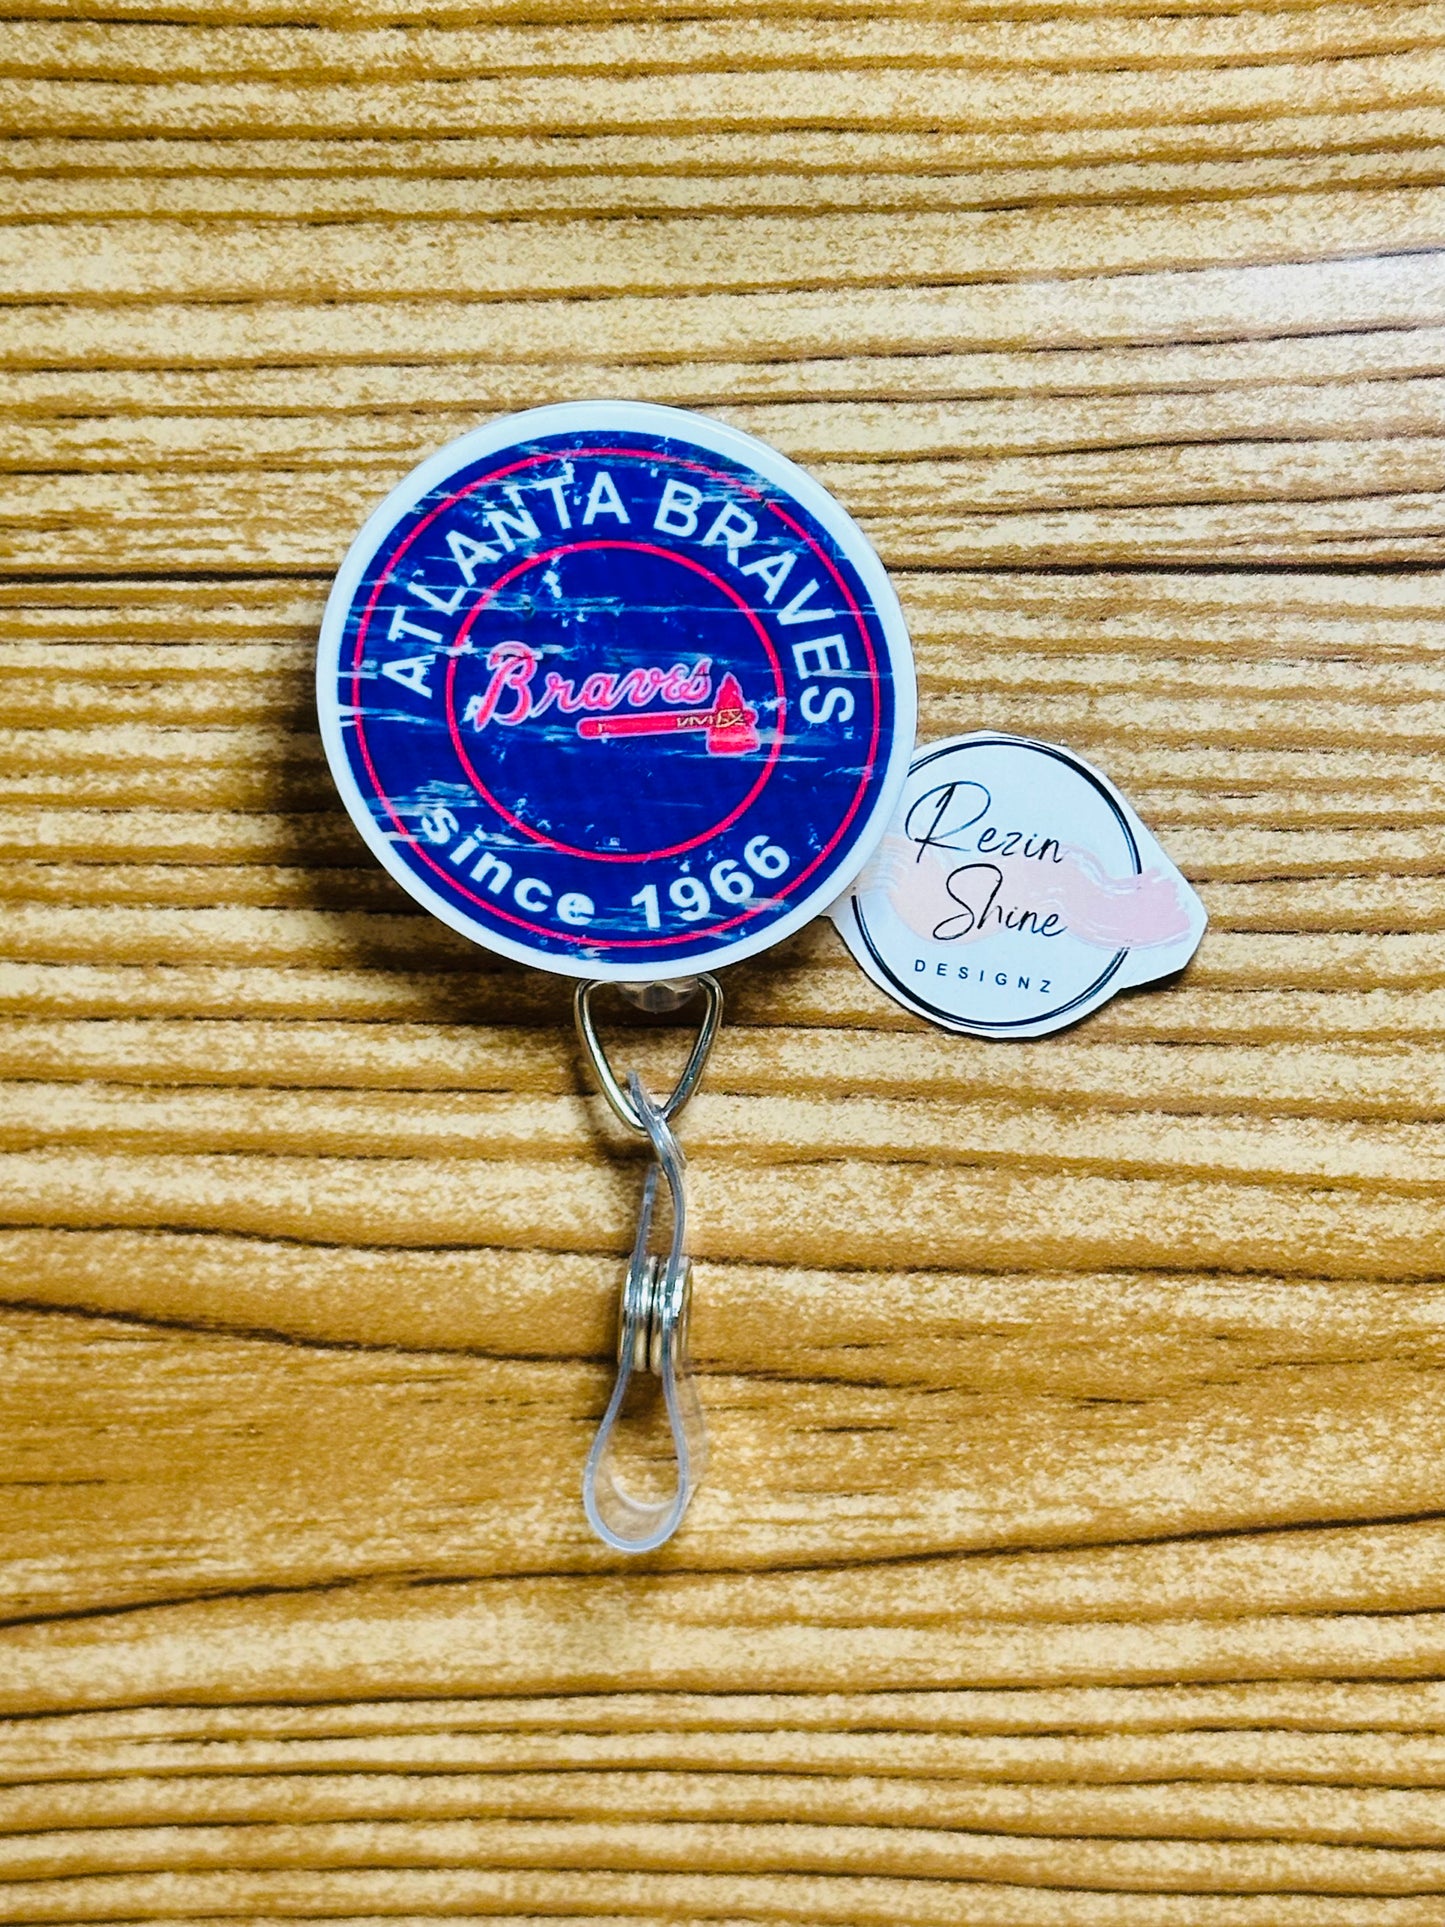 ATLANTA BRAVES
Braves
since 1966
Rezin
Shine
DESIGNZ